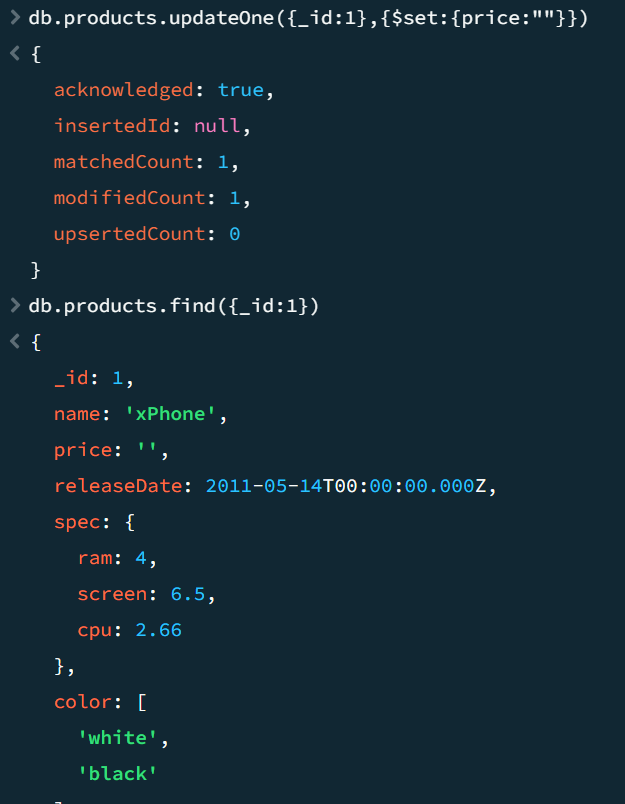 > db.products.updateOne({_id:1},{$set:{price:""}})
< {
acknowledged: true,
insertedId: null,
matchedCount: 1,
modifiedCount: 1,
upsertedCount: 0
}
> db.products.find({_id:1})
< {
_id: 1,
name: 'xPhone',
price: '',
releaseDate: 2011-05-14T00:00:00.000Z,
spec: {
ram: 4,
screen: 6.5,
cpu: 2.66
},
color: [
'white',
'black'